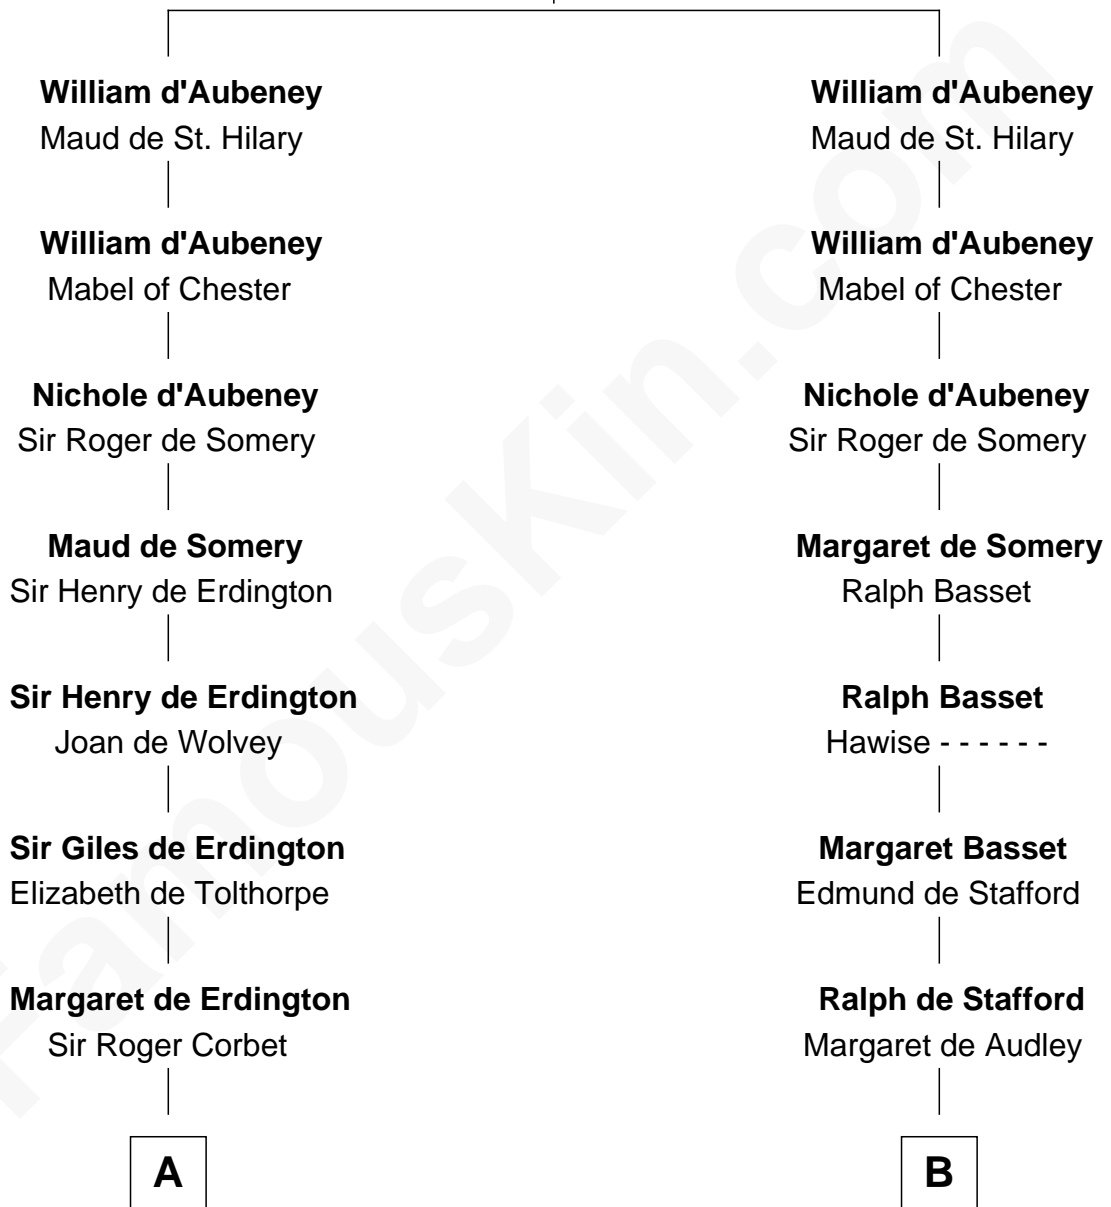 William d'Aubeney
Maud de St. Hilary
William d'Aubeney
Mabel of Chester
Nichole d'Aubeney
Sir Roger de Somery
Maud de Somery
Sir Henry de Erdington
Sir Henry de Erdington
Joan de Wolvey
Sir Giles de Erdington
Elizabeth de Tolthorpe
Margaret de Erdington
Sir Roger Corbet
A
William d'Aubeney
Maud de St. Hilary
William d'Aubeney
Mabel of Chester
Nichole d'Aubeney
Sir Roger de Somery
Margaret de Somery
Ralph Basset
Ralph Basset
Hawise - - - - - -
Margaret Basset
Edmund de Stafford
Ralph de Stafford
Margaret de Audley
B
FamousKin.com